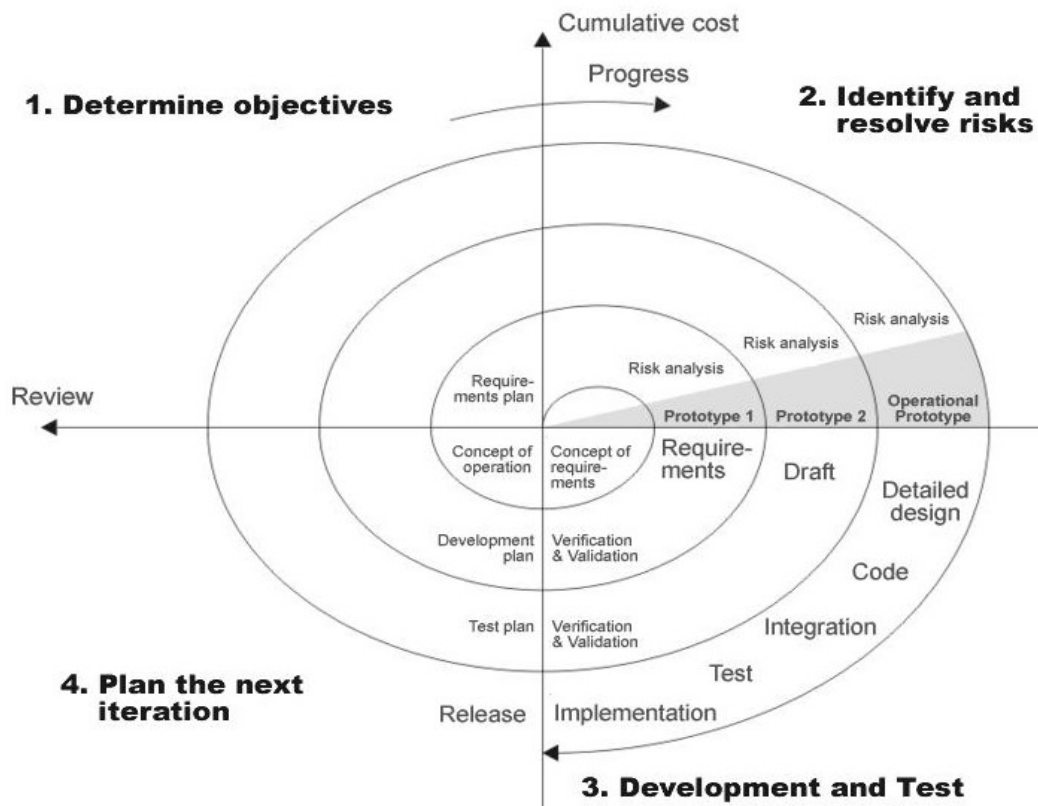 Cumulative cost
Progress
1. Determine objectives
2. Identify and
resolve risks
Risk analysis
Risk analysis
Risk analysis
Require-
ments plan
Review
Prototype 1
Prototype 2
Operational
Prototype
Concept of
operation
Concept of
require-
ments
Require-
ments
Draft
Detailed
design
Development
plan
Verification
& Validation
Code
Test plan
Verification
& Validation
Integration
Test
4. Plan the next
iteration
Release
Implementation
3. Development and Test